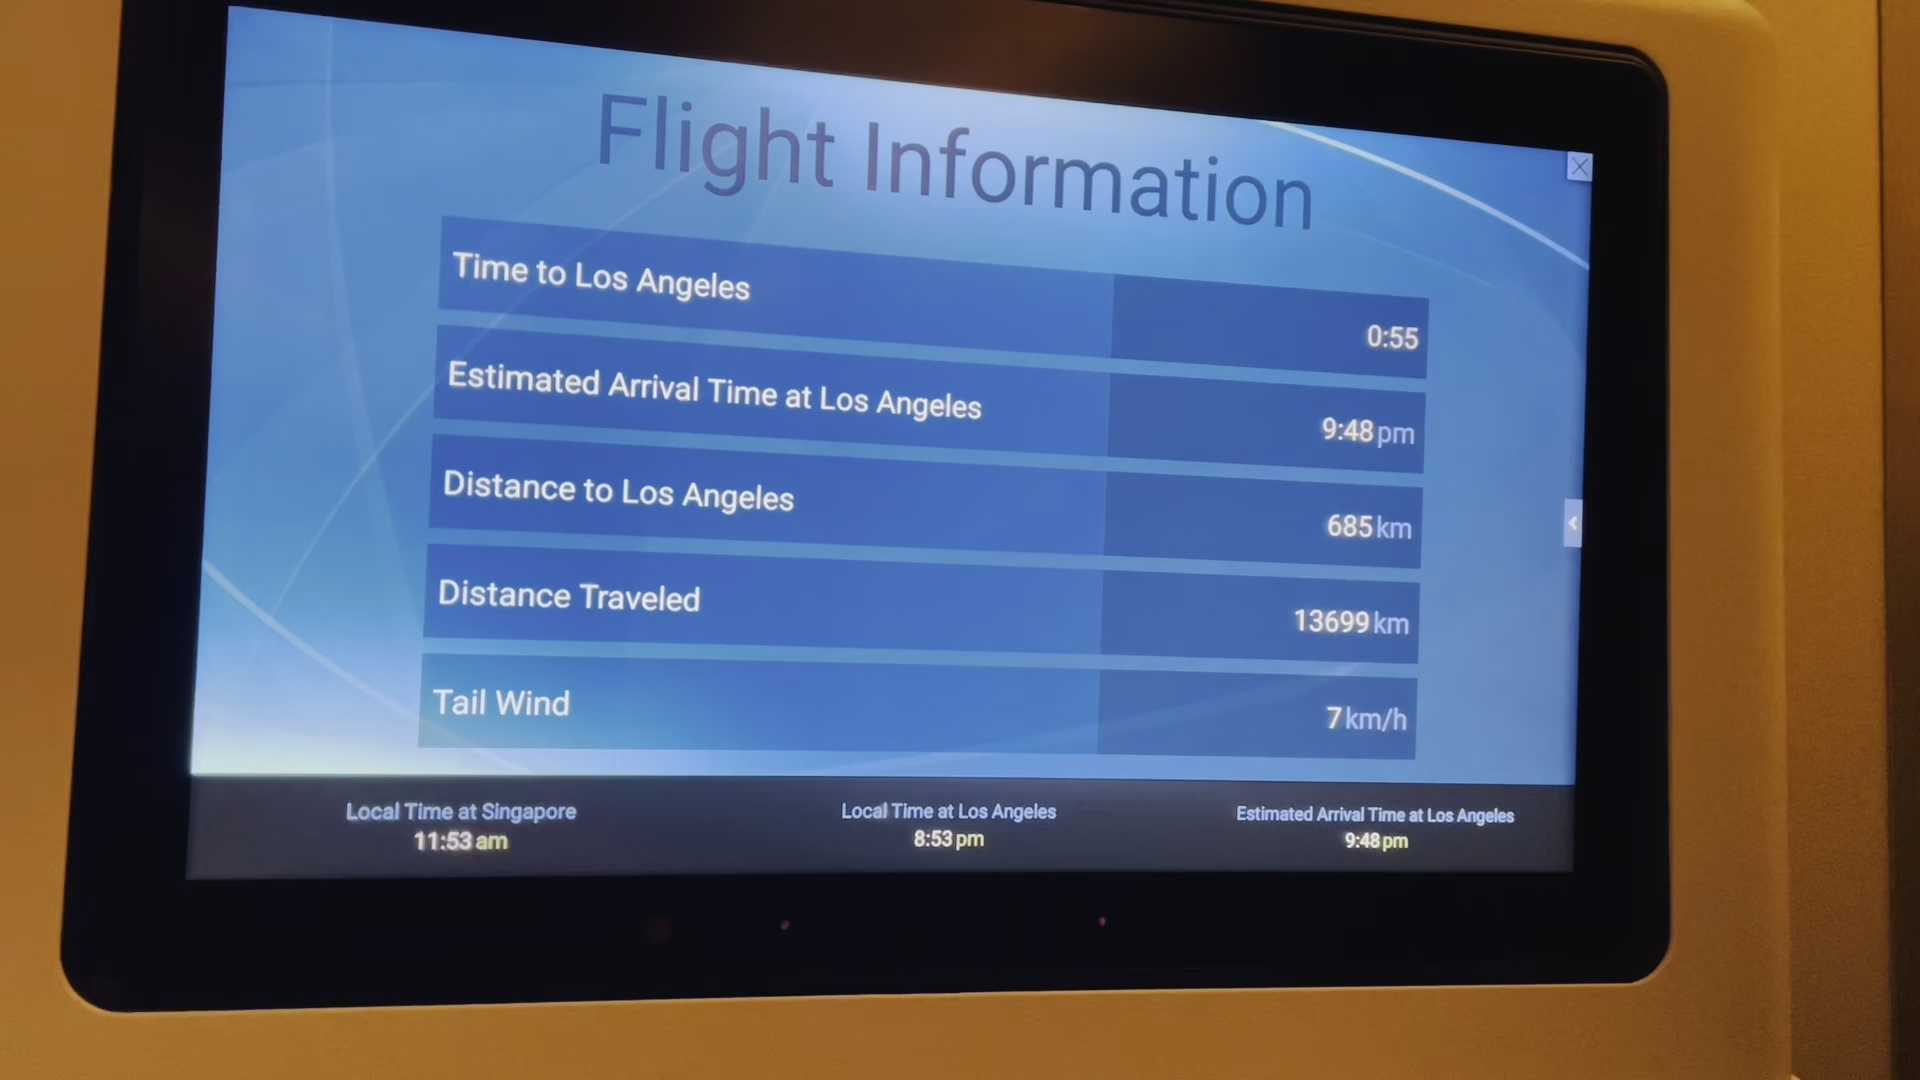 Flight Information
Time to Los Angeles 0:55
Estimated Arrival Time at Los Angeles 9:48 pm
Distance to Los Angeles 685 km
Distance Traveled 13699 km
Tail Wind 7 km/h
Local Time at Singapore Local Time at Los Angeles Estimated Arrival Time at Los Angeles
11:53 am 8:53 pm 9:48 pm